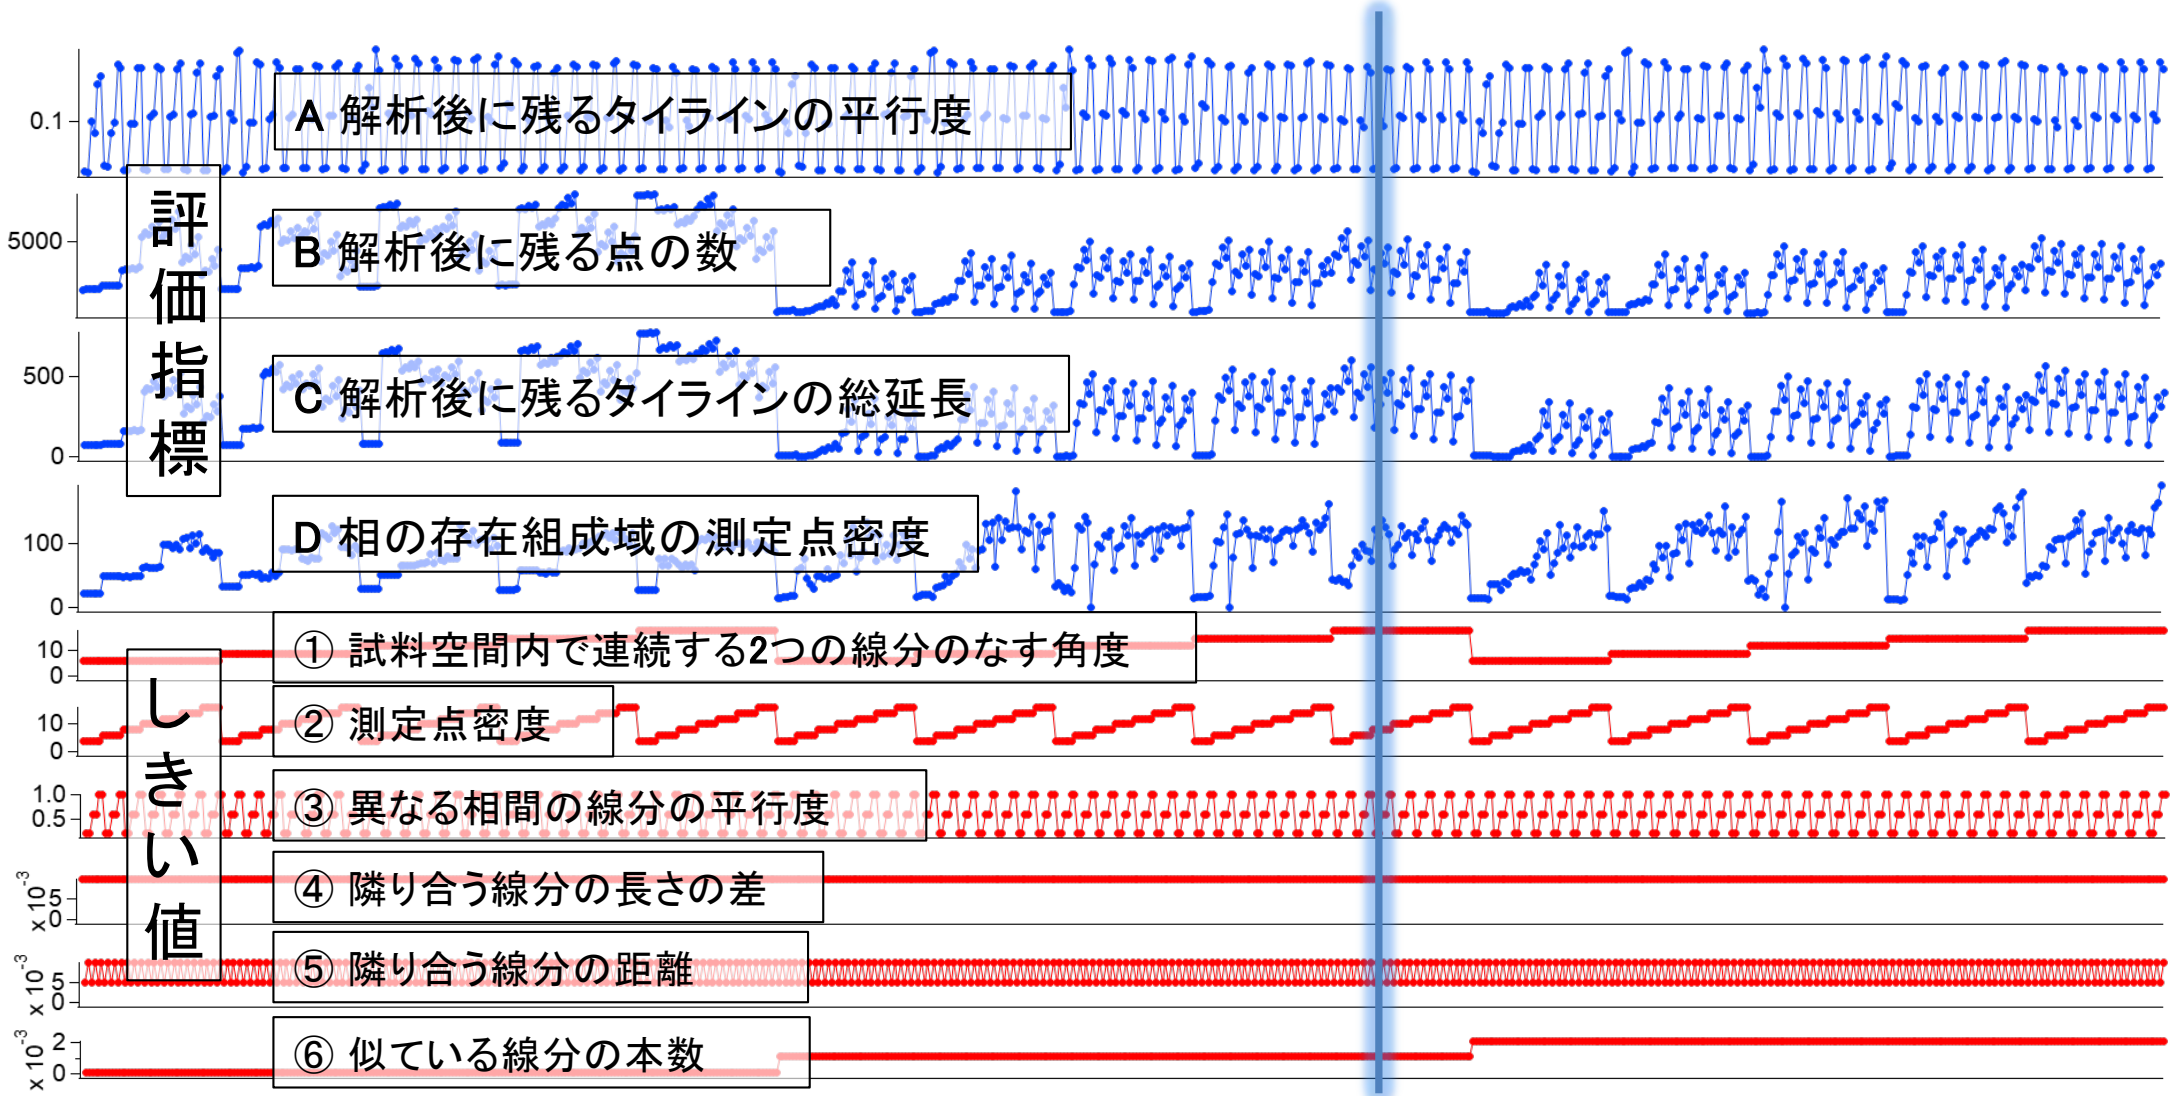 0.1
A 解析後に残るタイラインの平行度
評価指標
5000
B 解析後に残る点の数
500
0
C 解析後に残るタイラインの総延長
100
0
D 相の存在組成域の測定点密度
しきい値
10
0
① 試料空間内で連続する2つの線分のなす角度
10
0
② 測定点密度
1.0
0.5
③ 異なる相間の線分の平行度
x 10-3
5
0
④ 隣り合う線分の長さの差
x 10-3
5
0
⑤ 隣り合う線分の距離
x 10-3
2
0
⑥ 似ている線分の本数